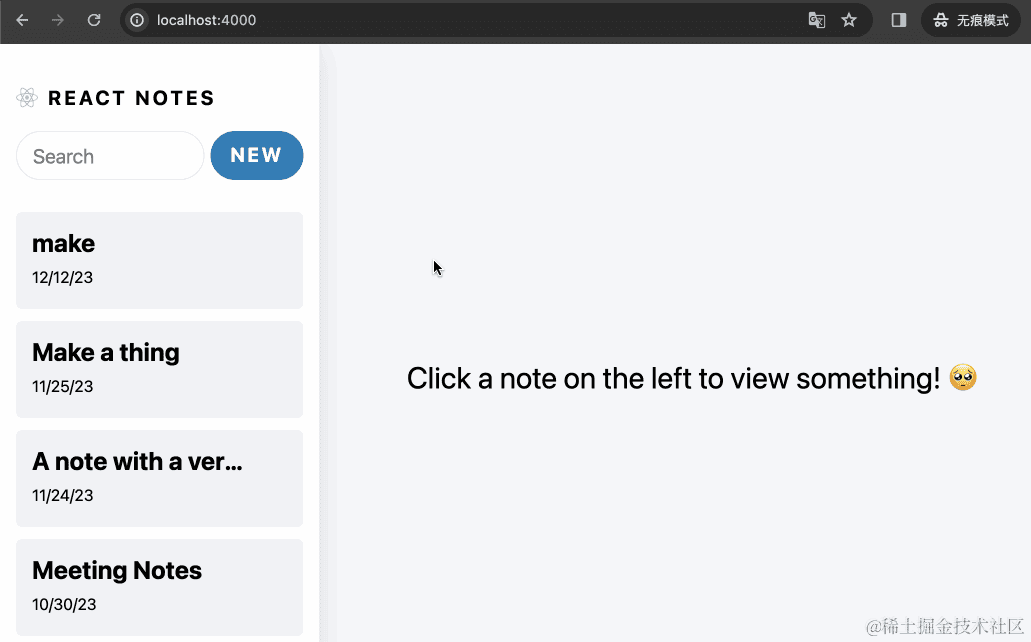 localhost:4000
无痕模式
REACT NOTES
Search
NEW
make
12/12/23
Make a thing
11/25/23
A note with a ver...
11/24/23
Meeting Notes
10/30/23
Click a note on the left to view something! 🥺
@稀土掘金技术社区